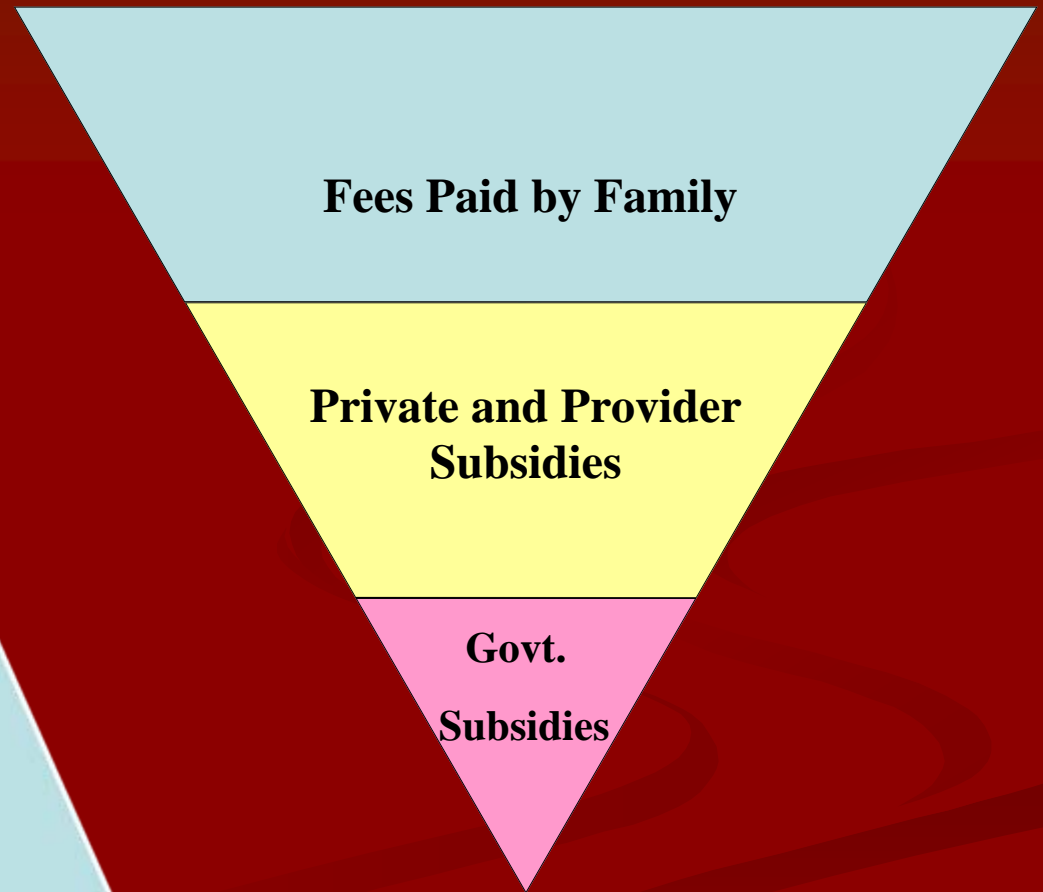 Fees Paid by Family
Private and Provider
Subsidies
Govt.
Subsidies